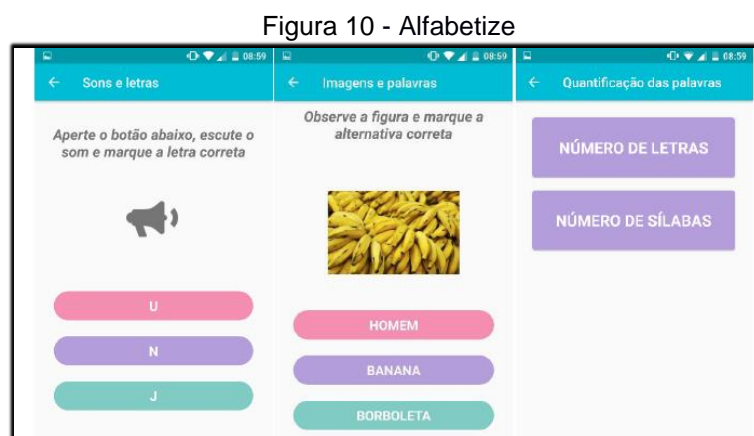 Figura 10 - Alfabetize
08:59
Sons e letras
Aperte o botão abaixo, escute o
som e marque a letra correta
U
N
J
08:59
Imagens e palavras
Observe a figura e marque a
alternativa correta
HOMEM
BANANA
BORBOLETA
08:59
Quantificação das palavras
NÚMERO DE LETRAS
NÚMERO DE SÍLABAS